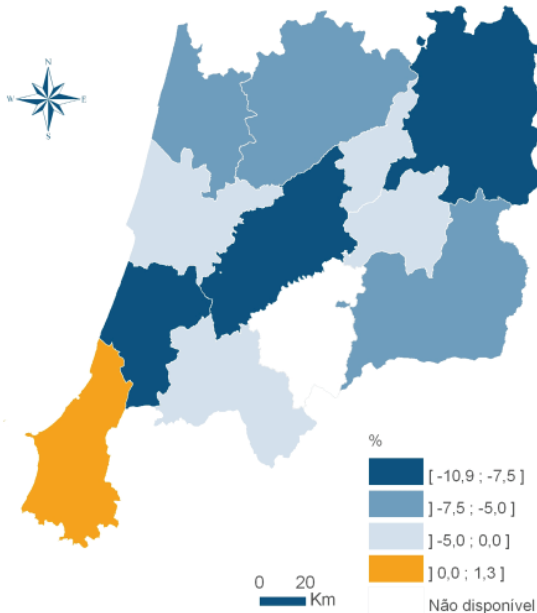 N
W E
S
%
[ -10,9 ; -7,5 ]
] -7,5 ; -5,0 ]
] -5,0 ; 0,0 ]
] 0,0 ; 1,3 ]
Não disponível
0 20
Km